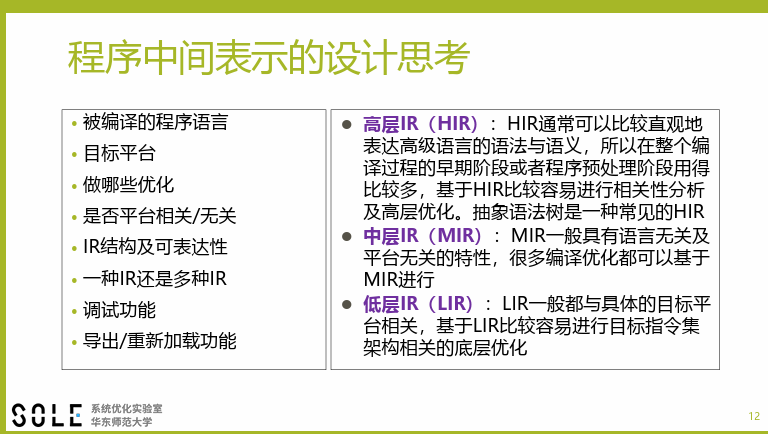 程序中间表示的设计思考
• 被编译的程序语言
• 目标平台
• 做哪些优化
• 是否平台相关/无关
• IR结构及可表达性
• 一种IR还是多种IR
• 调试功能
• 导出/重新加载功能
● 高层IR（HIR）：HIR通常可以比较直观地
表达高级语言的语法与语义，所以在整个编
译过程的早期阶段或者程序预处理阶段用得
比较多，基于HIR比较容易进行相关性分析
及高层优化。抽象语法树是一种常见的HIR
● 中层IR（MIR）：MIR一般具有语言无关及
平台无关的特性，很多编译优化都可以基于
MIR进行
● 低层IR（LIR）：LIR一般都与具体的目标平
台相关，基于LIR比较容易进行目标指令集
架构相关的底层优化
SOLE
系统优化实验室
华东师范大学
12